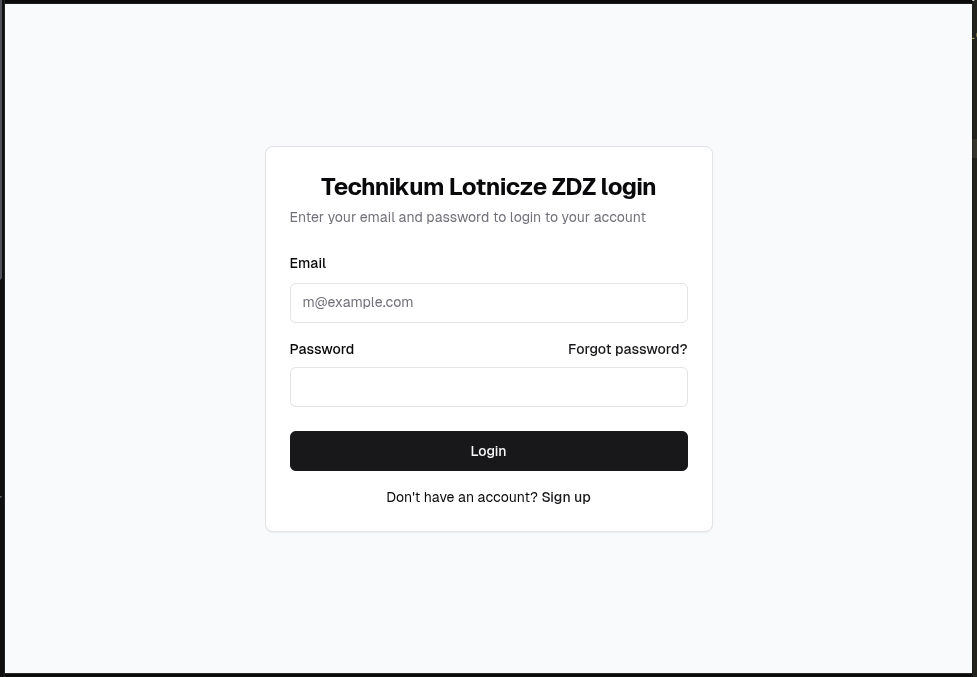 Technikum Lotnicze ZDZ login
Enter your email and password to login to your account
Email
m@example.com
Password Forgot password?
Login
Don't have an account? Sign up